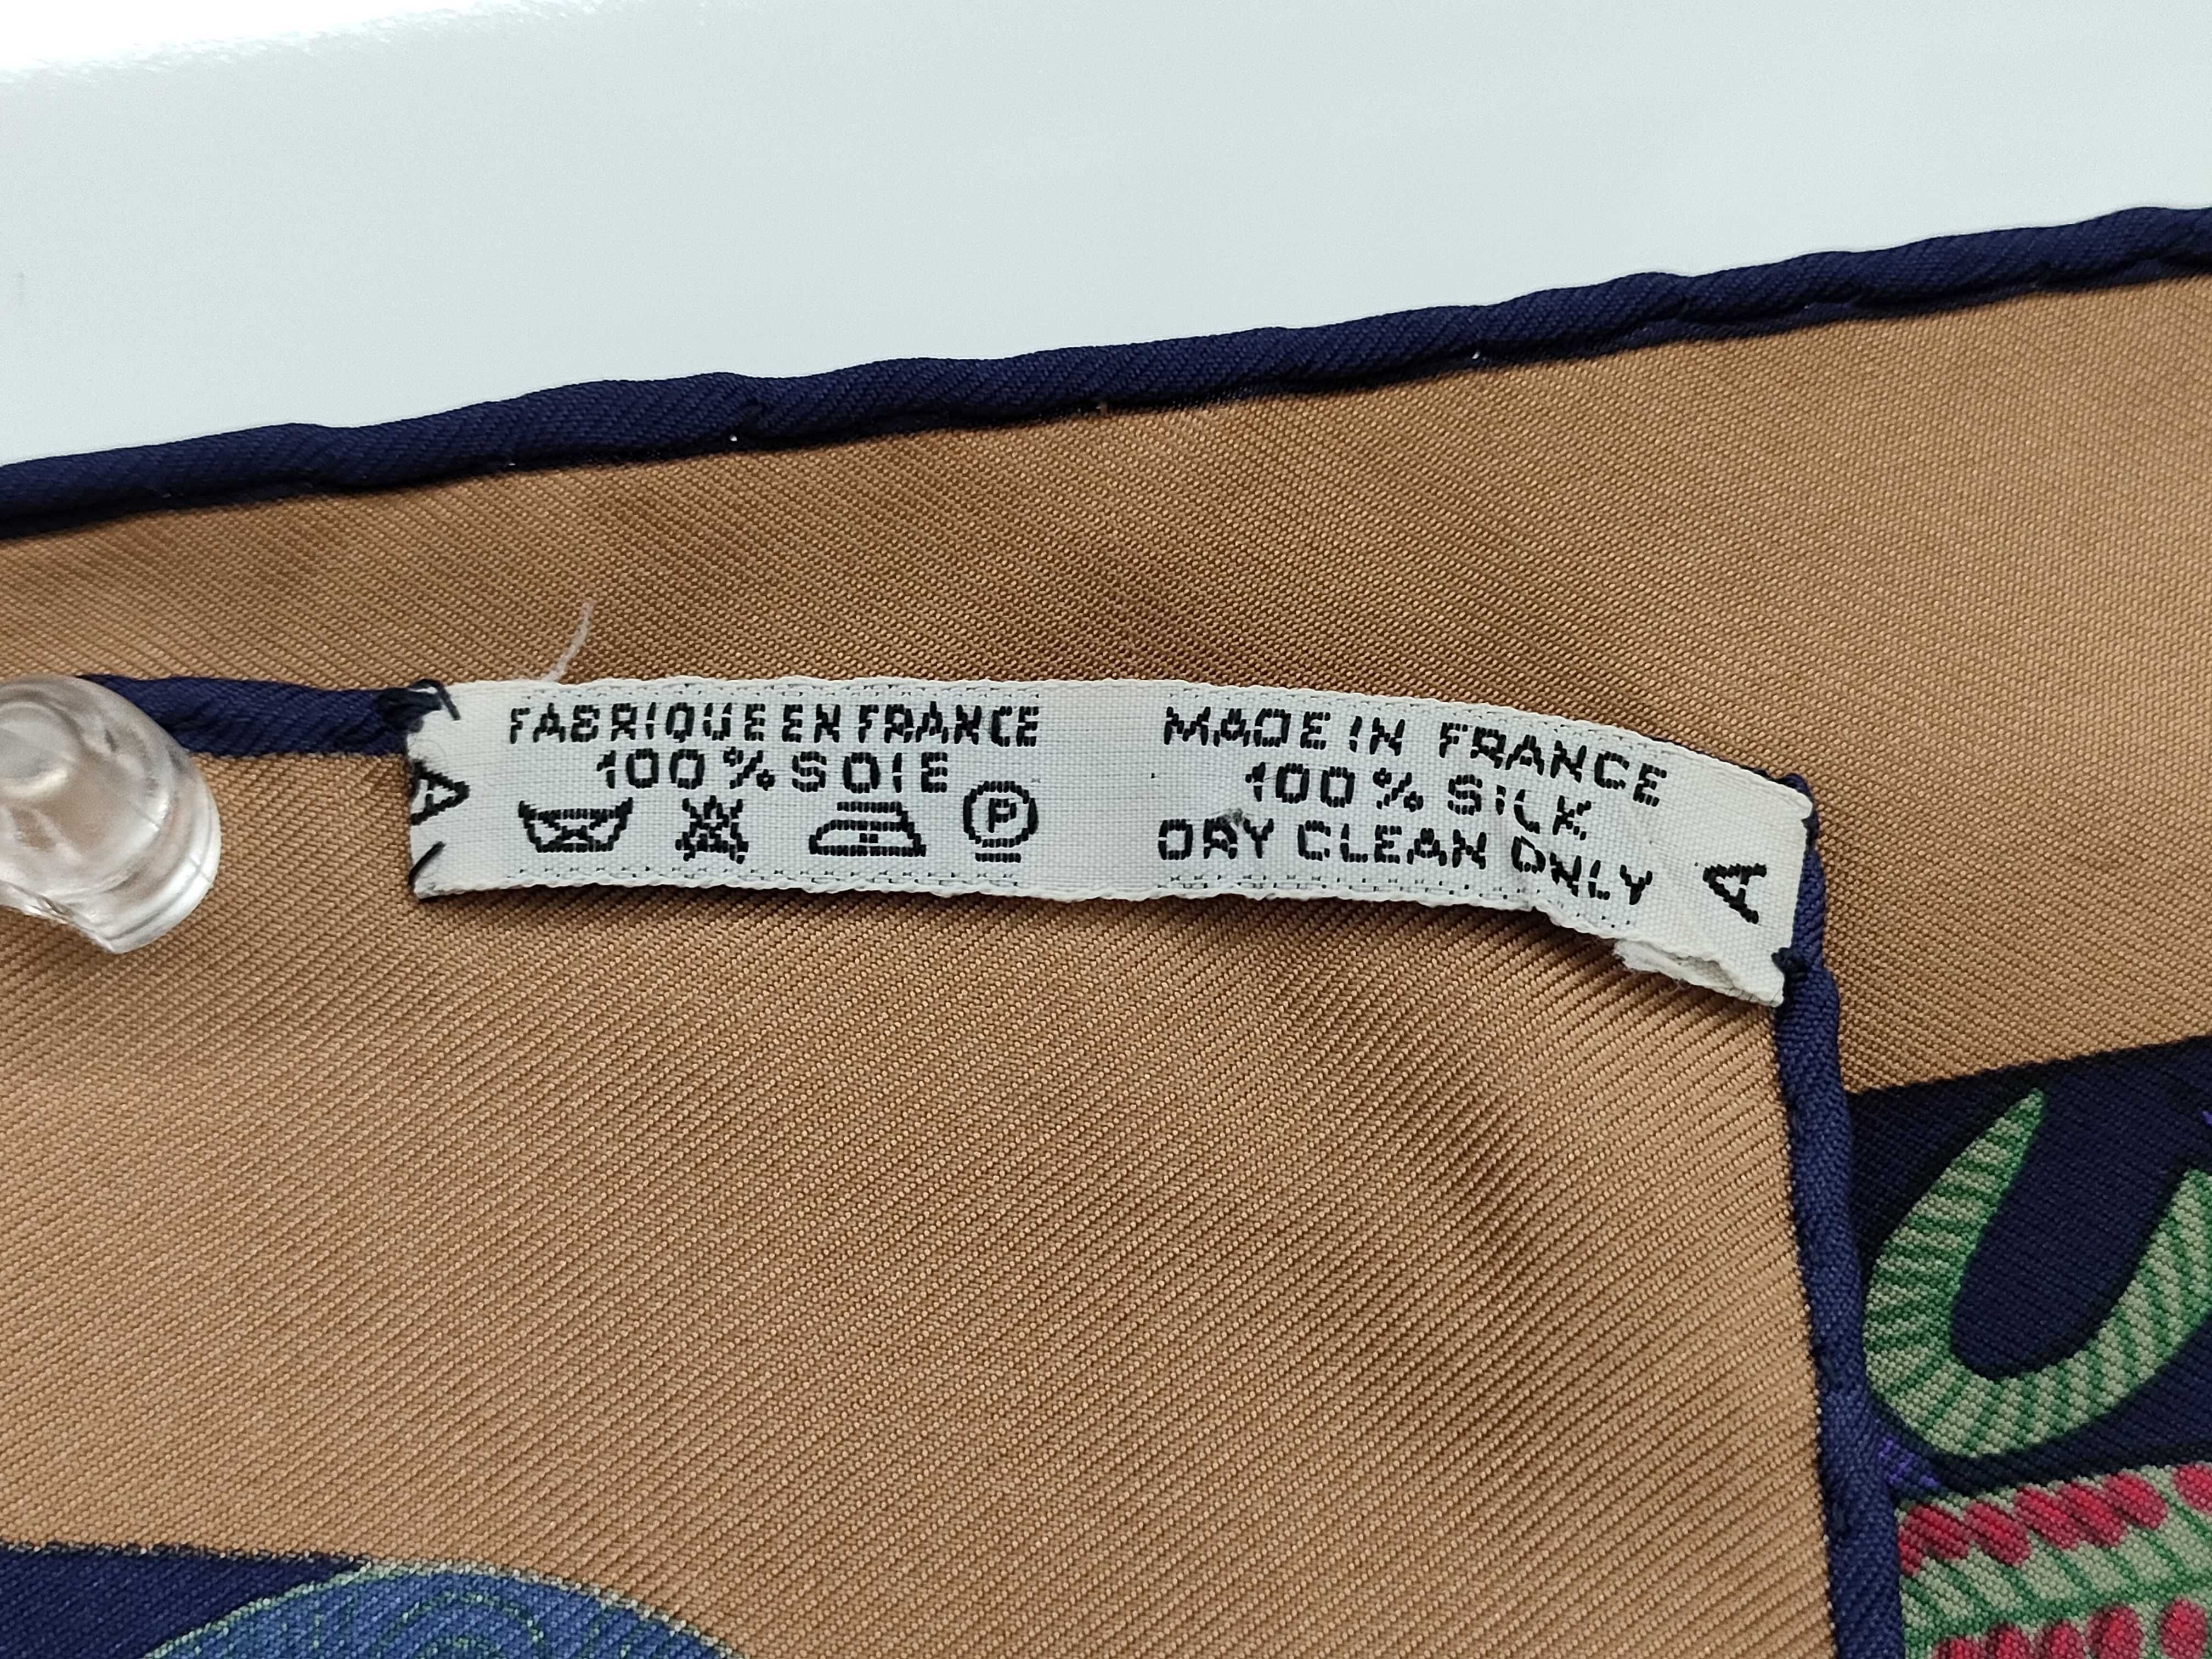 FABRIQUE EN FRANCE
100% SOIE
P
MADE IN FRANCE
100% SILK
DRY CLEAN ONLY
A
A